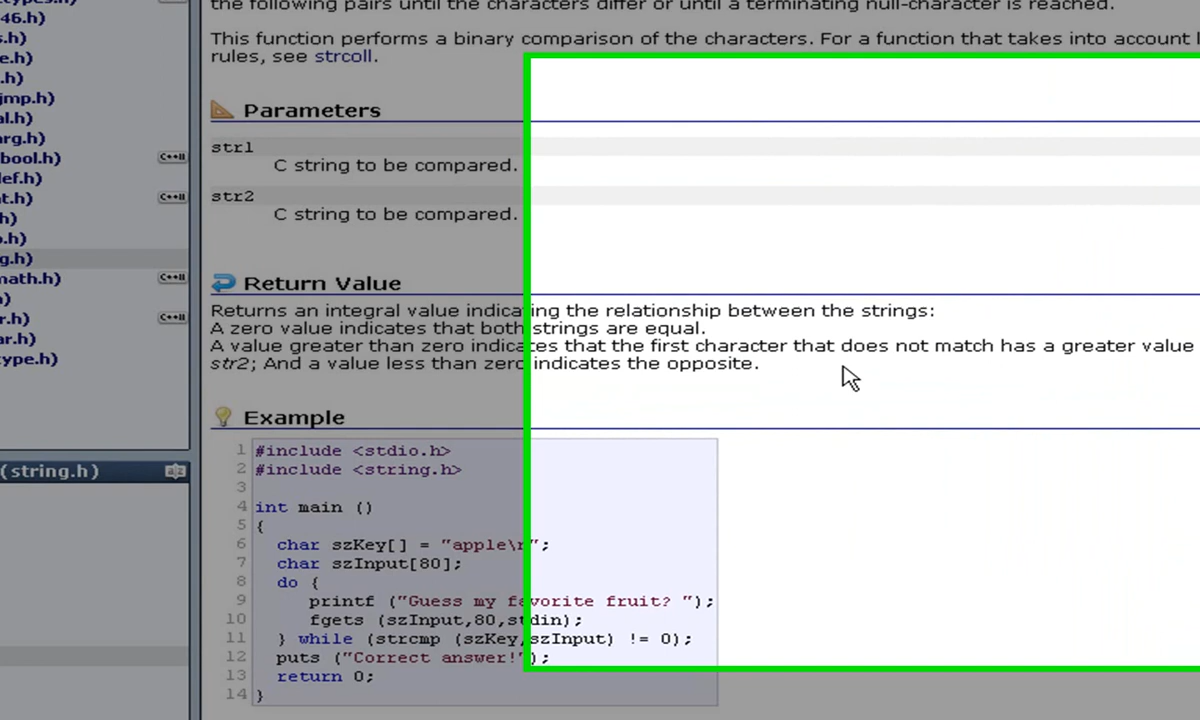 46.h)
s.h)
e.h)
.h)
jmp.h)
al.h)
arg.h)
bool.h)
def.h)
nt.h)
h)
o.h)
g.h)
math.h)
)
r.h)
ar.h)
type.h)
(string.h)
the following pairs until the characters differ or until a terminating null-character is reached.
This function performs a binary comparison of the characters. For a function that takes into account l
rules, see strcoll.
Parameters
str1
C string to be compared.
str2
C string to be compared.
Return Value
Returns an integral value indicating the relationship between the strings:
A zero value indicates that both strings are equal.
A value greater than zero indicates that the first character that does not match has a greater value
str2; And a value less than zero indicates the opposite.
Example
1 #include <stdio.h>
2 #include <string.h>
3
4 int main ()
5 {
6 char szKey[] = "apple\n";
7 char szInput[80];
8 do {
9 printf ("Guess my favorite fruit? ");
10 fgets (szInput,80,stdin);
11 } while (strcmp (szKey,szInput) != 0);
12 puts ("Correct answer!");
13 return 0;
14 }